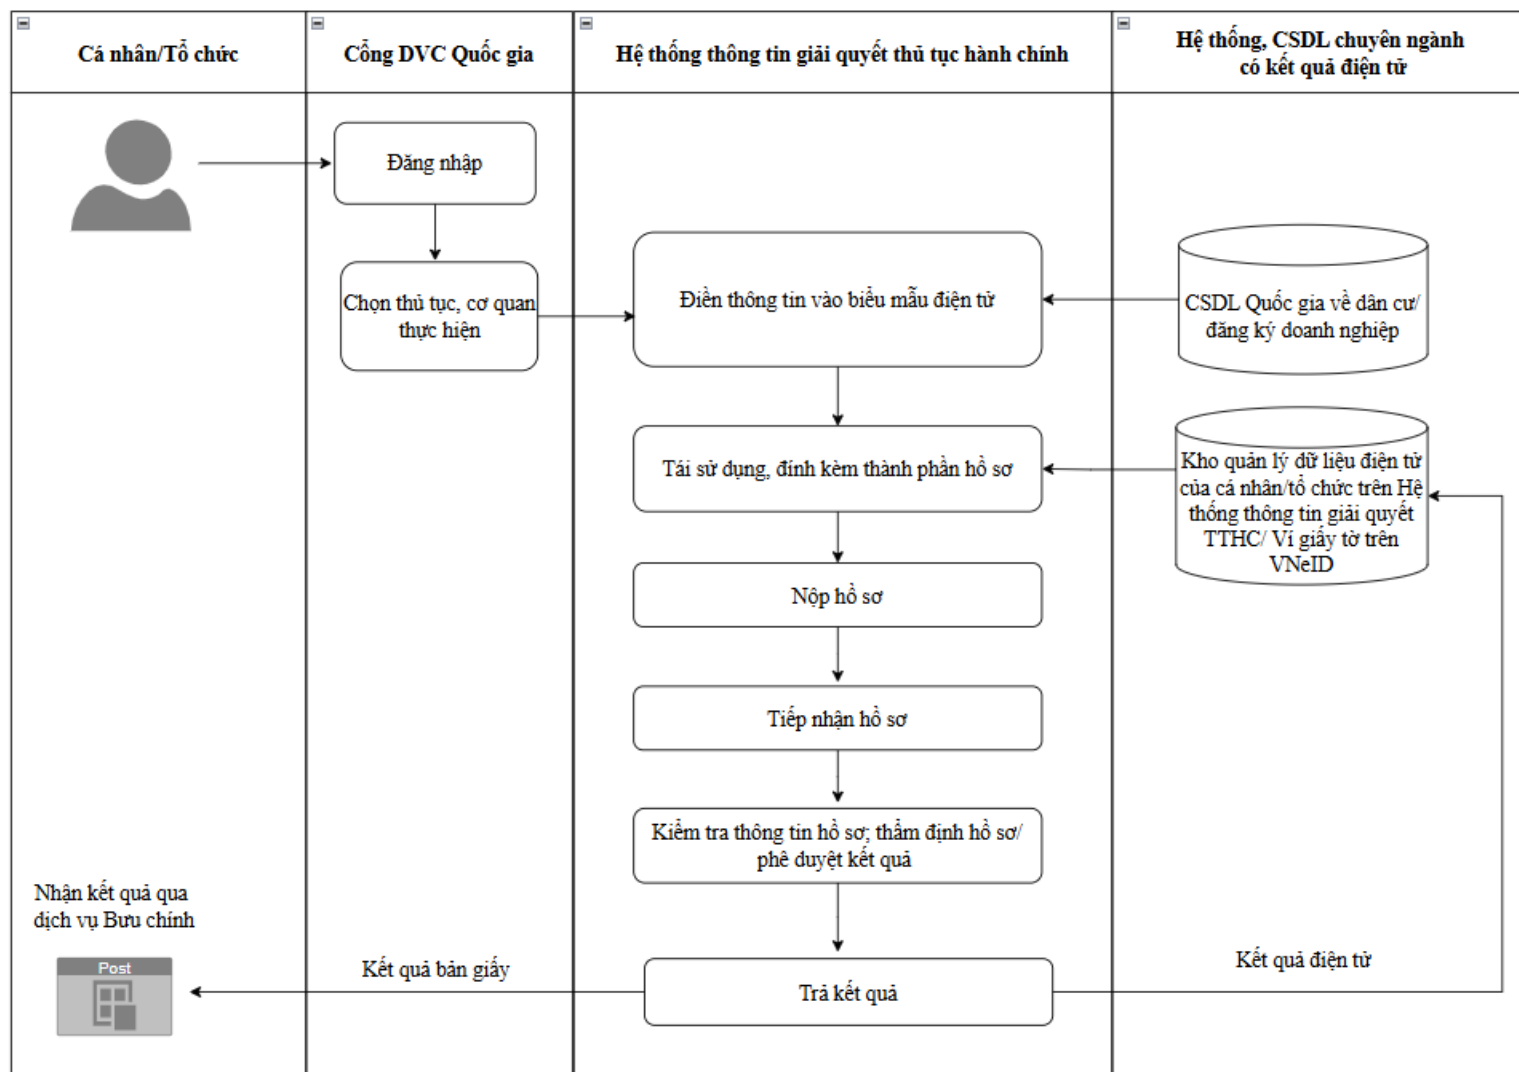 Cá nhân/Tổ chức
Cổng DVC Quốc gia
Hệ thống thông tin giải quyết thủ tục hành chính
Hệ thống, CSDL chuyên ngành
có kết quả điện tử
Đăng nhập
Chọn thủ tục, cơ quan
thực hiện
Điền thông tin vào biểu mẫu điện tử
CSDL Quốc gia về dân cư/
đăng ký doanh nghiệp
Tái sử dụng, đính kèm thành phần hồ sơ
Kho quản lý dữ liệu điện tử
của cá nhân/tổ chức trên Hệ
thống thông tin giải quyết
TTHC/ Ví giấy tờ trên
VNeID
Nộp hồ sơ
Tiếp nhận hồ sơ
Kiểm tra thông tin hồ sơ; thẩm định hồ sơ/
phê duyệt kết quả
Nhận kết quả qua
dịch vụ Bưu chính
Post
Kết quả bản giấy
Trả kết quả
Kết quả điện tử